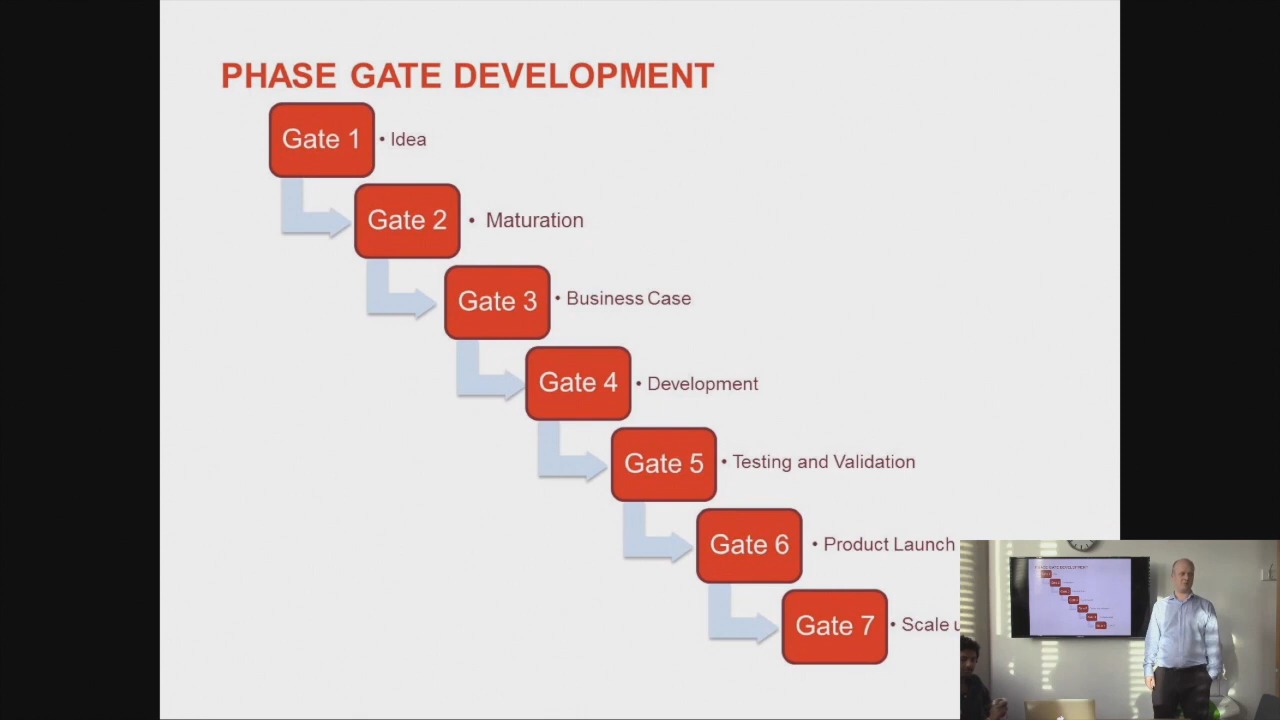 PHASE GATE DEVELOPMENT
Gate 1
• Idea
Gate 2
• Maturation
Gate 3
• Business Case
Gate 4
• Development
Gate 5
• Testing and Validation
Gate 6
• Product Launch
Gate 7
• Scale